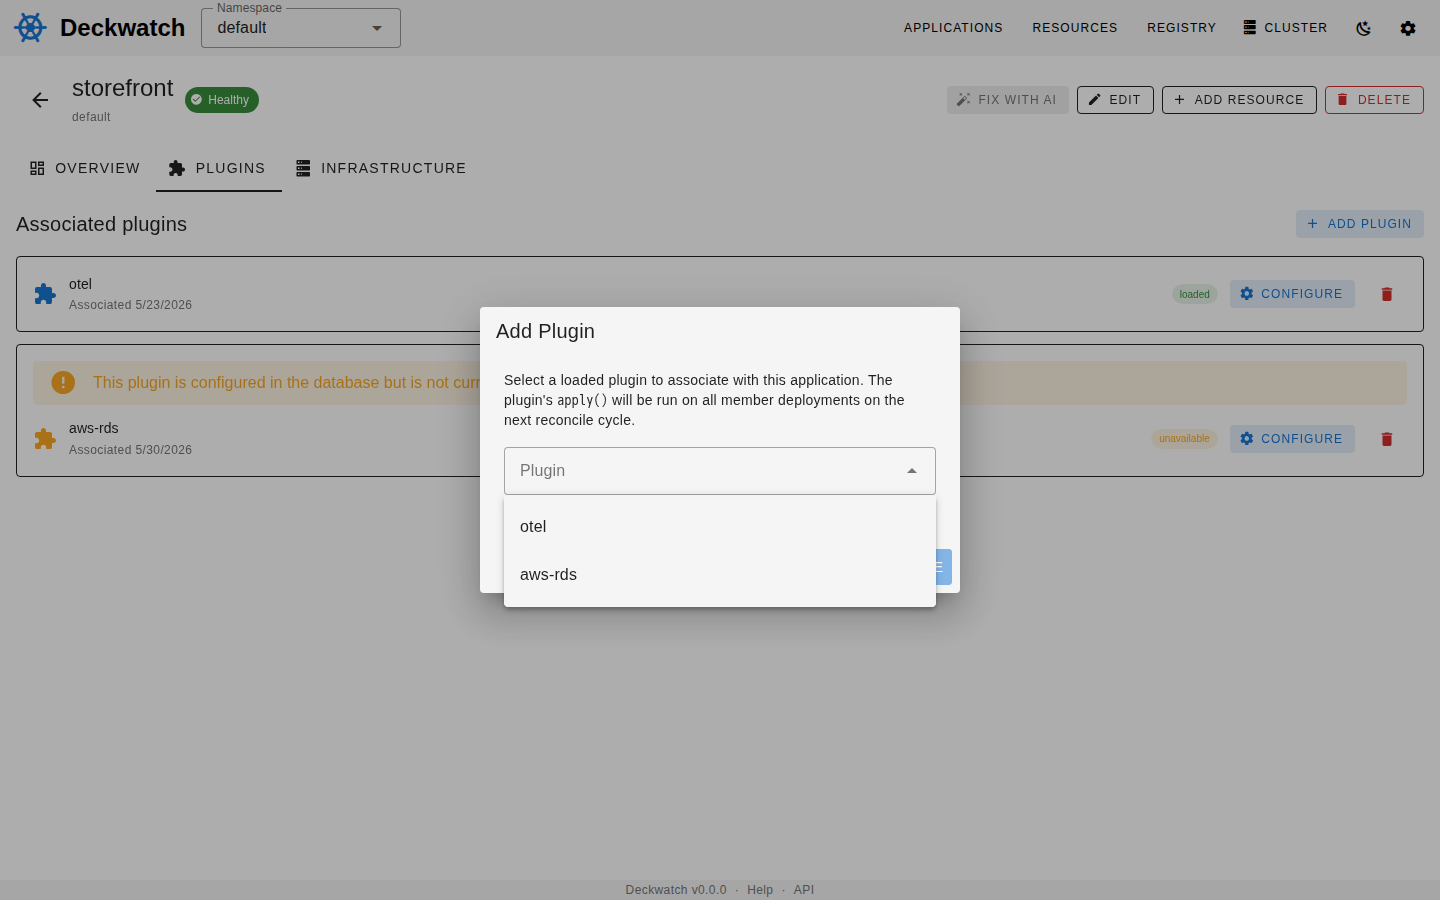 Deckwatch
Namespace
default
APPLICATIONS
RESOURCES
REGISTRY
CLUSTER
storefront
default
Healthy
FIX WITH AI
EDIT
ADD RESOURCE
DELETE
OVERVIEW
PLUGINS
INFRASTRUCTURE
Associated plugins
ADD PLUGIN
otel
Associated 5/23/2026
loaded
CONFIGURE
This plugin is configured in the database but is not
aws-rds
Associated 5/30/2026
unavailable
CONFIGURE
Add Plugin
Select a loaded plugin to associate with this application. The
plugin's apply() will be run on all member deployments on the
next reconcile cycle.
Plugin
otel
aws-rds
Deckwatch v0.0.0 · Help · API